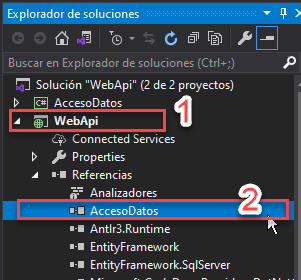 Explorador de soluciones
Buscar en Explorador de soluciones (Ctrl+;)
Solución "WebApi" (2 de 2 proyectos)
C# AccesoDatos
1
WebApi
Connected Services
Properties
Referencias
Analizadores
2
AccesoDatos
Antlr3.Runtime
EntityFramework
EntityFramework.SqlServer